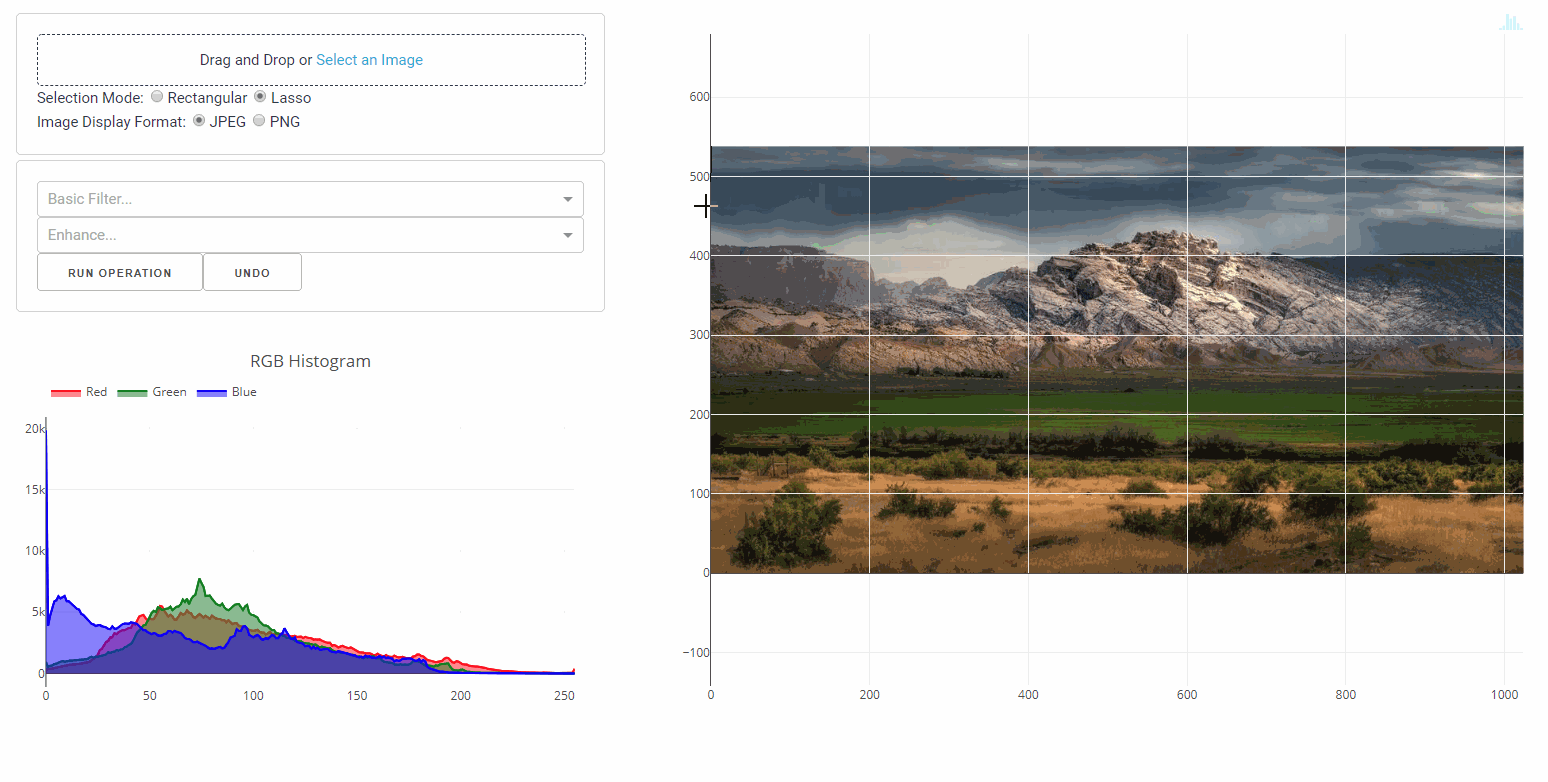 Drag and Drop or Select an Image
Selection Mode: Rectangular Lasso
Image Display Format: JPEG PNG
Basic Filter...
Enhance...
RUN OPERATION UNDO
RGB Histogram
Red Green Blue
20k
15k
10k
5k
0
0 50 100 150 200 250
600
500
400
300
200
100
0
−100
0 200 400 600 800 1000